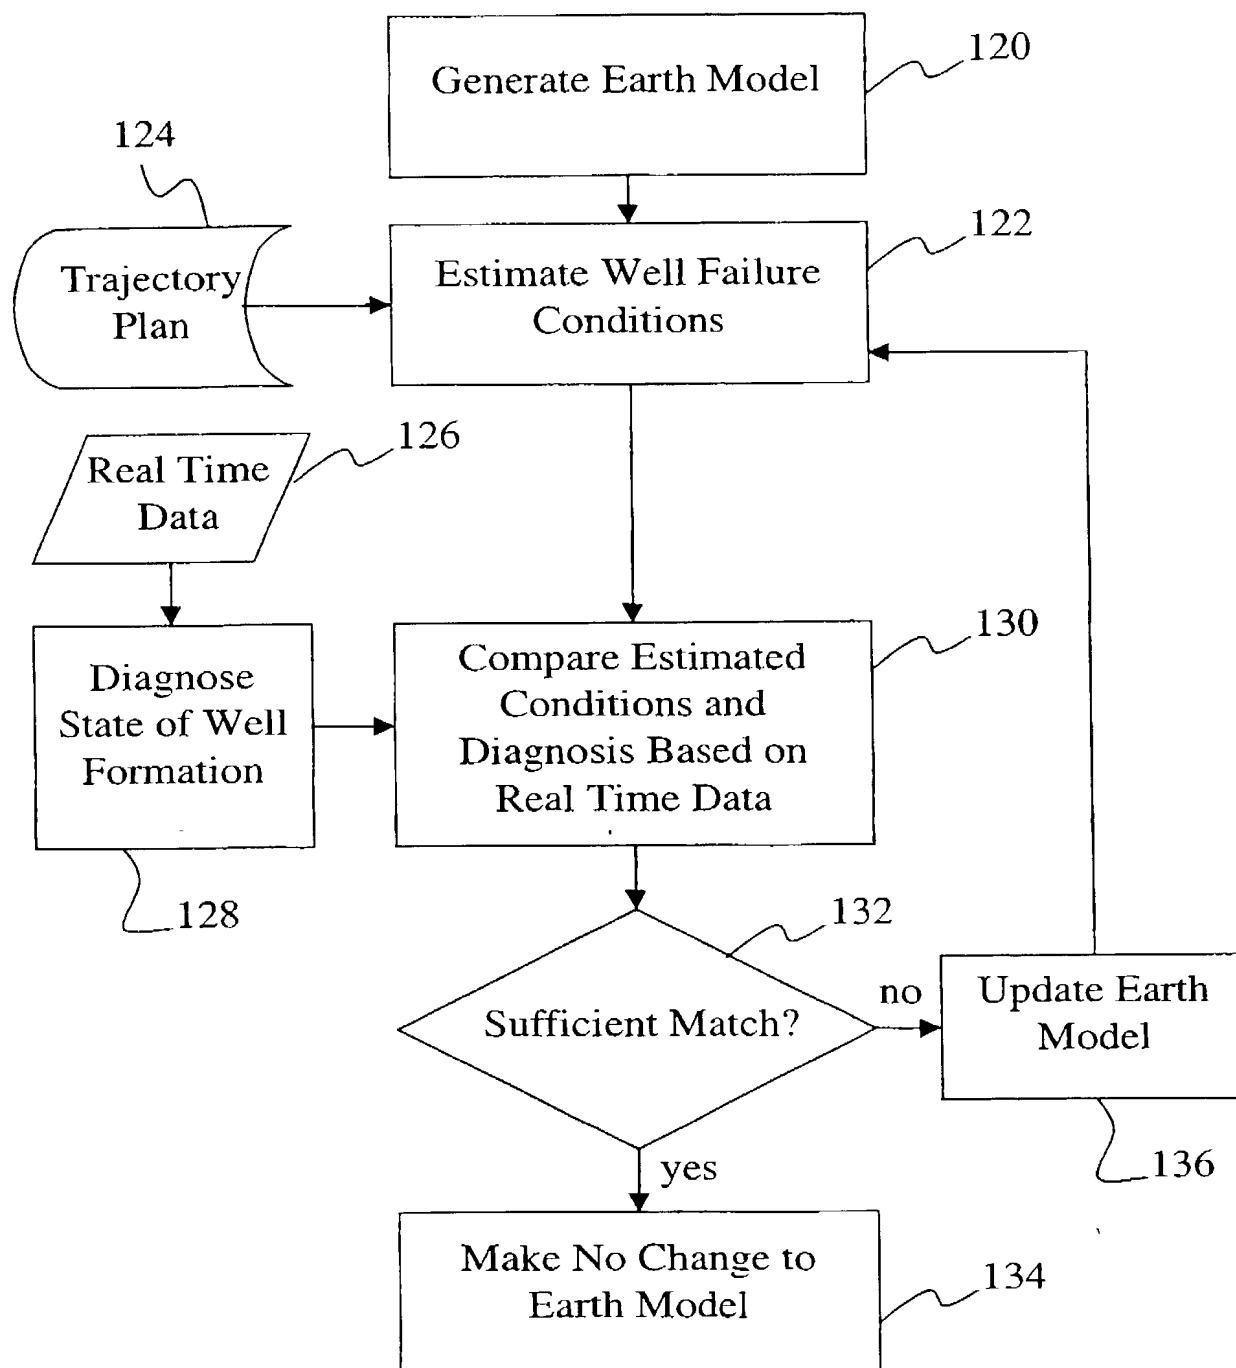 Generate Earth Model
120
124
Trajectory
Plan
Estimate Well Failure
Conditions
122
Real Time
Data
126
Diagnose
State of Well
Formation
128
Compare Estimated
Conditions and
Diagnosis Based on
Real Time Data
130
132
Sufficient Match?
no
Update Earth
Model
136
yes
Make No Change to
Earth Model
134